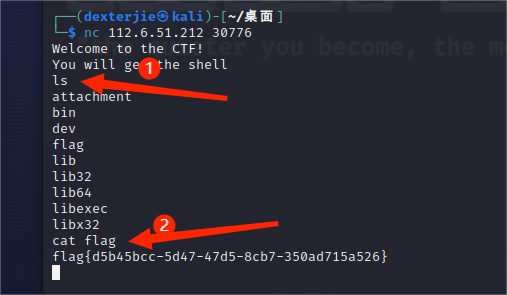 ┌──(dexterjie㉿kali)-[~/桌面]
└─$ nc 112.6.51.212 30776
Welcome to the CTF!
You will get the shell
1
ls
attachment
bin
dev
flag
lib
lib32
lib64
libexec
libx32
2
cat flag
flag{d5b45bcc-5d47-47d5-8cb7-350ad715a526}
ter you become, the m